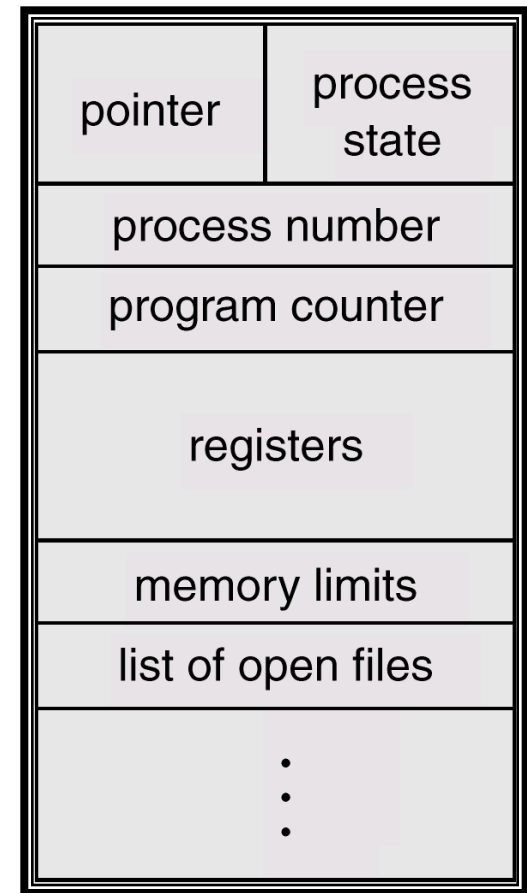 pointer
process
state
process number
program counter
registers
memory limits
list of open files
.
.
.